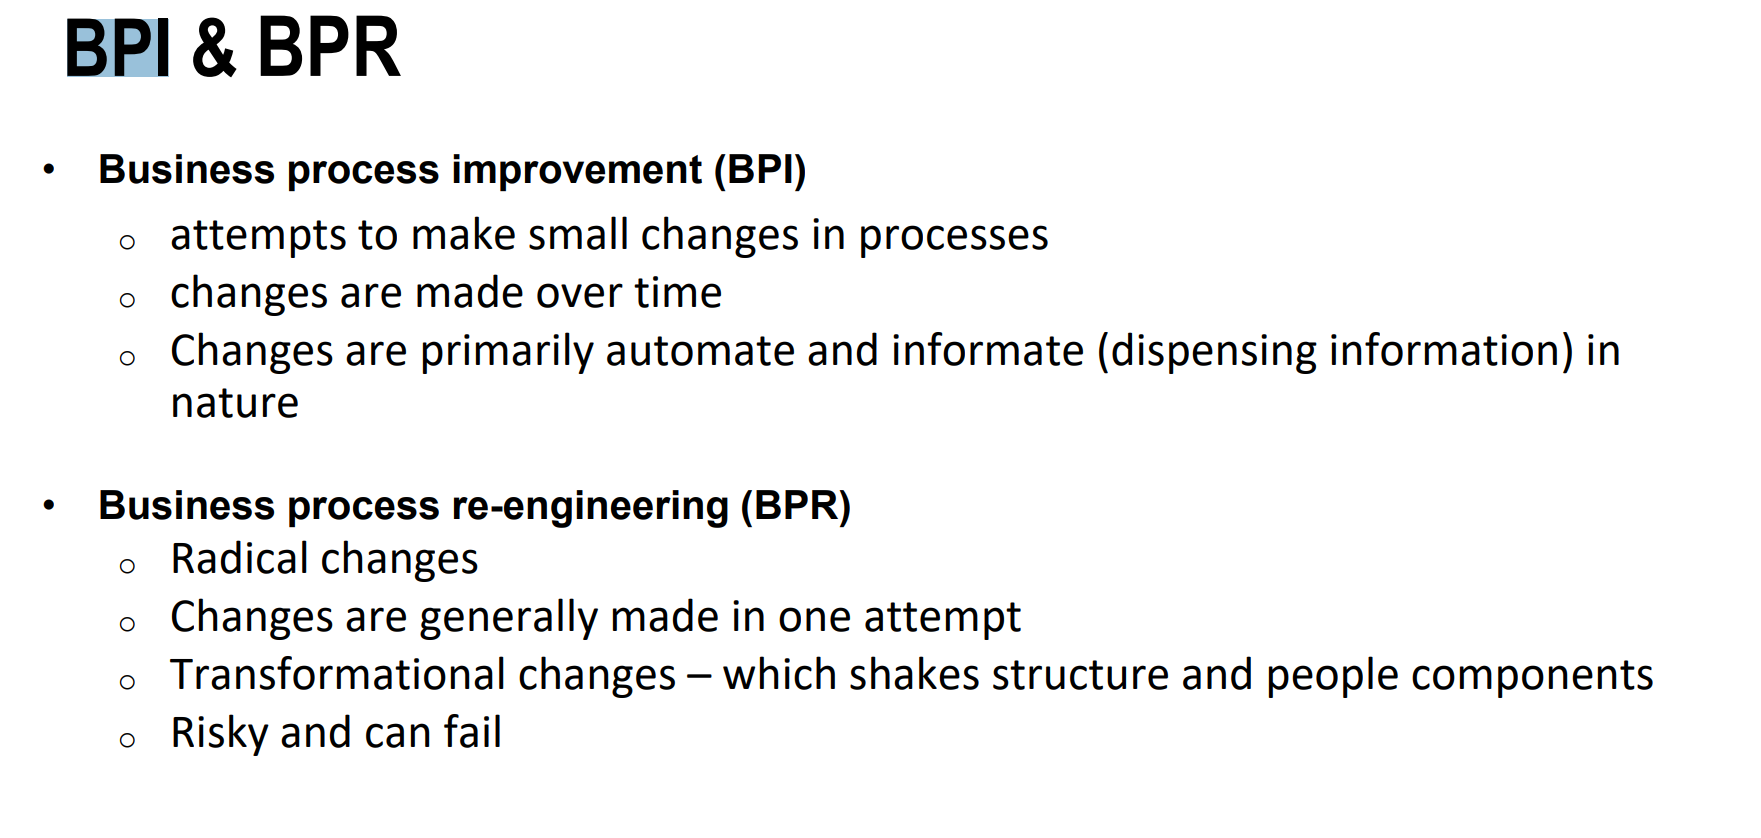 BPI & BPR
• Business process improvement (BPI)
o attempts to make small changes in processes
o changes are made over time
o Changes are primarily automate and informate (dispensing information) in
nature
• Business process re-engineering (BPR)
o Radical changes
o Changes are generally made in one attempt
o Transformational changes – which shakes structure and people components
o Risky and can fail